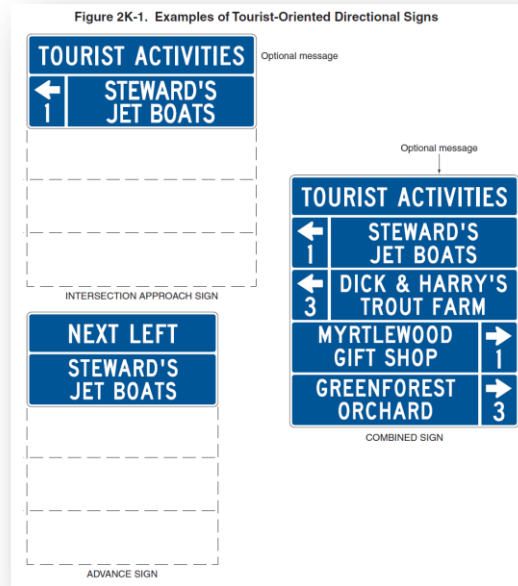 Figure 2K-1. Examples of Tourist-Oriented Directional Signs
TOURIST ACTIVITIES
Optional message
1
STEWARD'S
JET BOATS
INTERSECTION APPROACH SIGN
NEXT LEFT
STEWARD'S
JET BOATS
ADVANCE SIGN
Optional message
TOURIST ACTIVITIES
1
STEWARD'S
JET BOATS
3
DICK & HARRY'S
TROUT FARM
MYRTLEWOOD
GIFT SHOP
1
GREENFOREST
ORCHARD
3
COMBINED SIGN